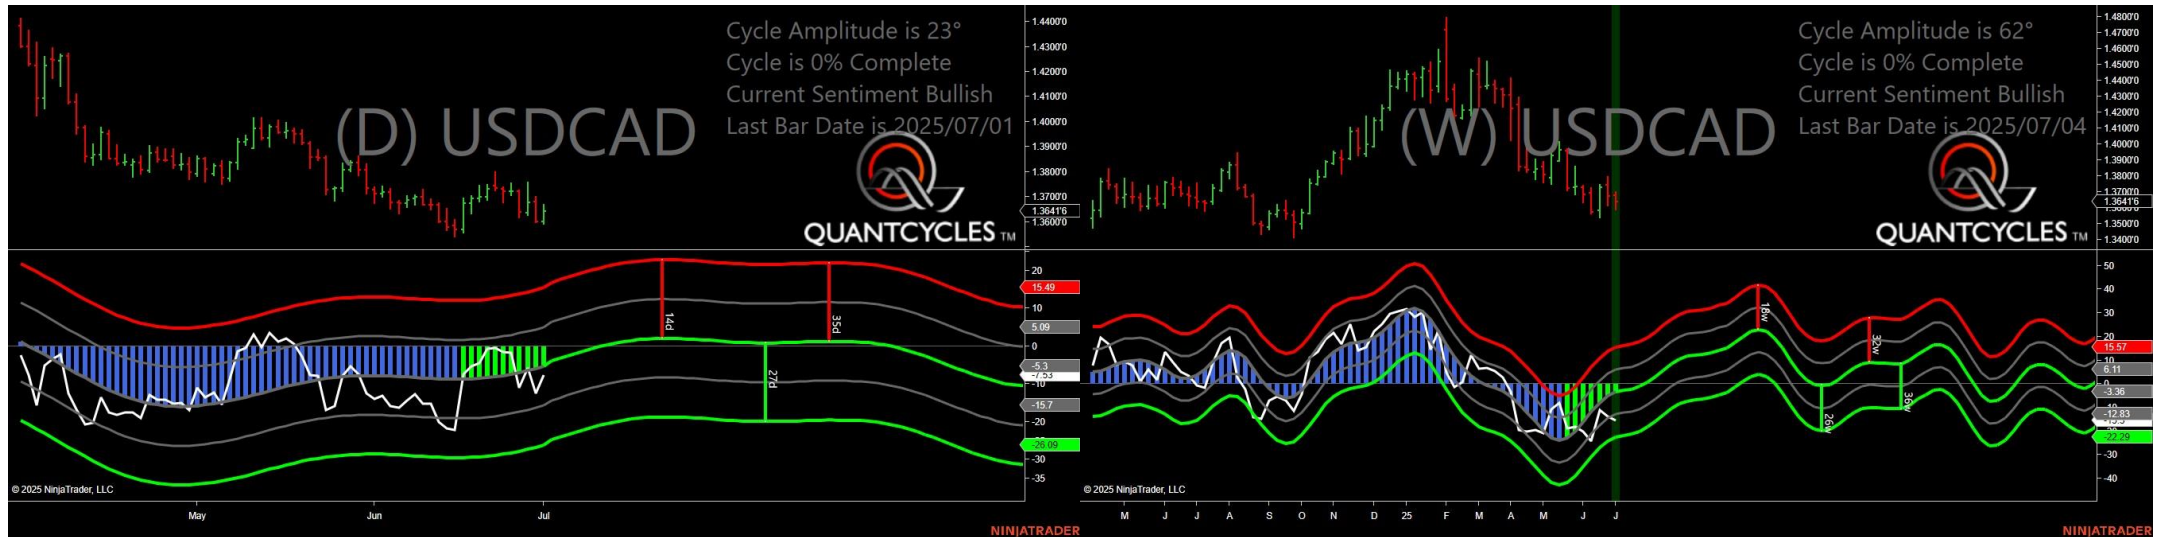 Cycle Amplitude is 23°
Cycle is 0% Complete
Current Sentiment Bullish
Last Bar Date is 2025/07/01
(D) USDCAD
QUANTCYCLES TM
1.4400'0
1.4300'0
1.4200'0
1.4100'0
1.4000'0
1.3900'0
1.3800'0
1.3700'0
1.3641'6
1.3600'0
20
15.49
10
5.09
0
-5.3
-7.53
-10
-15.7
-20
-26.09
-30
-35
14d
35d
27d
© 2025 NinjaTrader, LLC
May Jun Jul
NINJATRADER
Cycle Amplitude is 62°
Cycle is 0% Complete
Current Sentiment Bullish
Last Bar Date is 2025/07/04
(W) USDCAD
QUANTCYCLES TM
1.4800'0
1.4700'0
1.4600'0
1.4500'0
1.4400'0
1.4300'0
1.4200'0
1.4100'0
1.4000'0
1.3900'0
1.3800'0
1.3700'0
1.3641'6
1.3500'0
1.3400'0
50
40
30
20
15.57
10
6.11
0
-3.36
-12.83
-22.29
-30
-40
18w
32w
26w
36w
© 2025 NinjaTrader, LLC
M J J A S O N D 25 F M A M J J
NINJATRADER